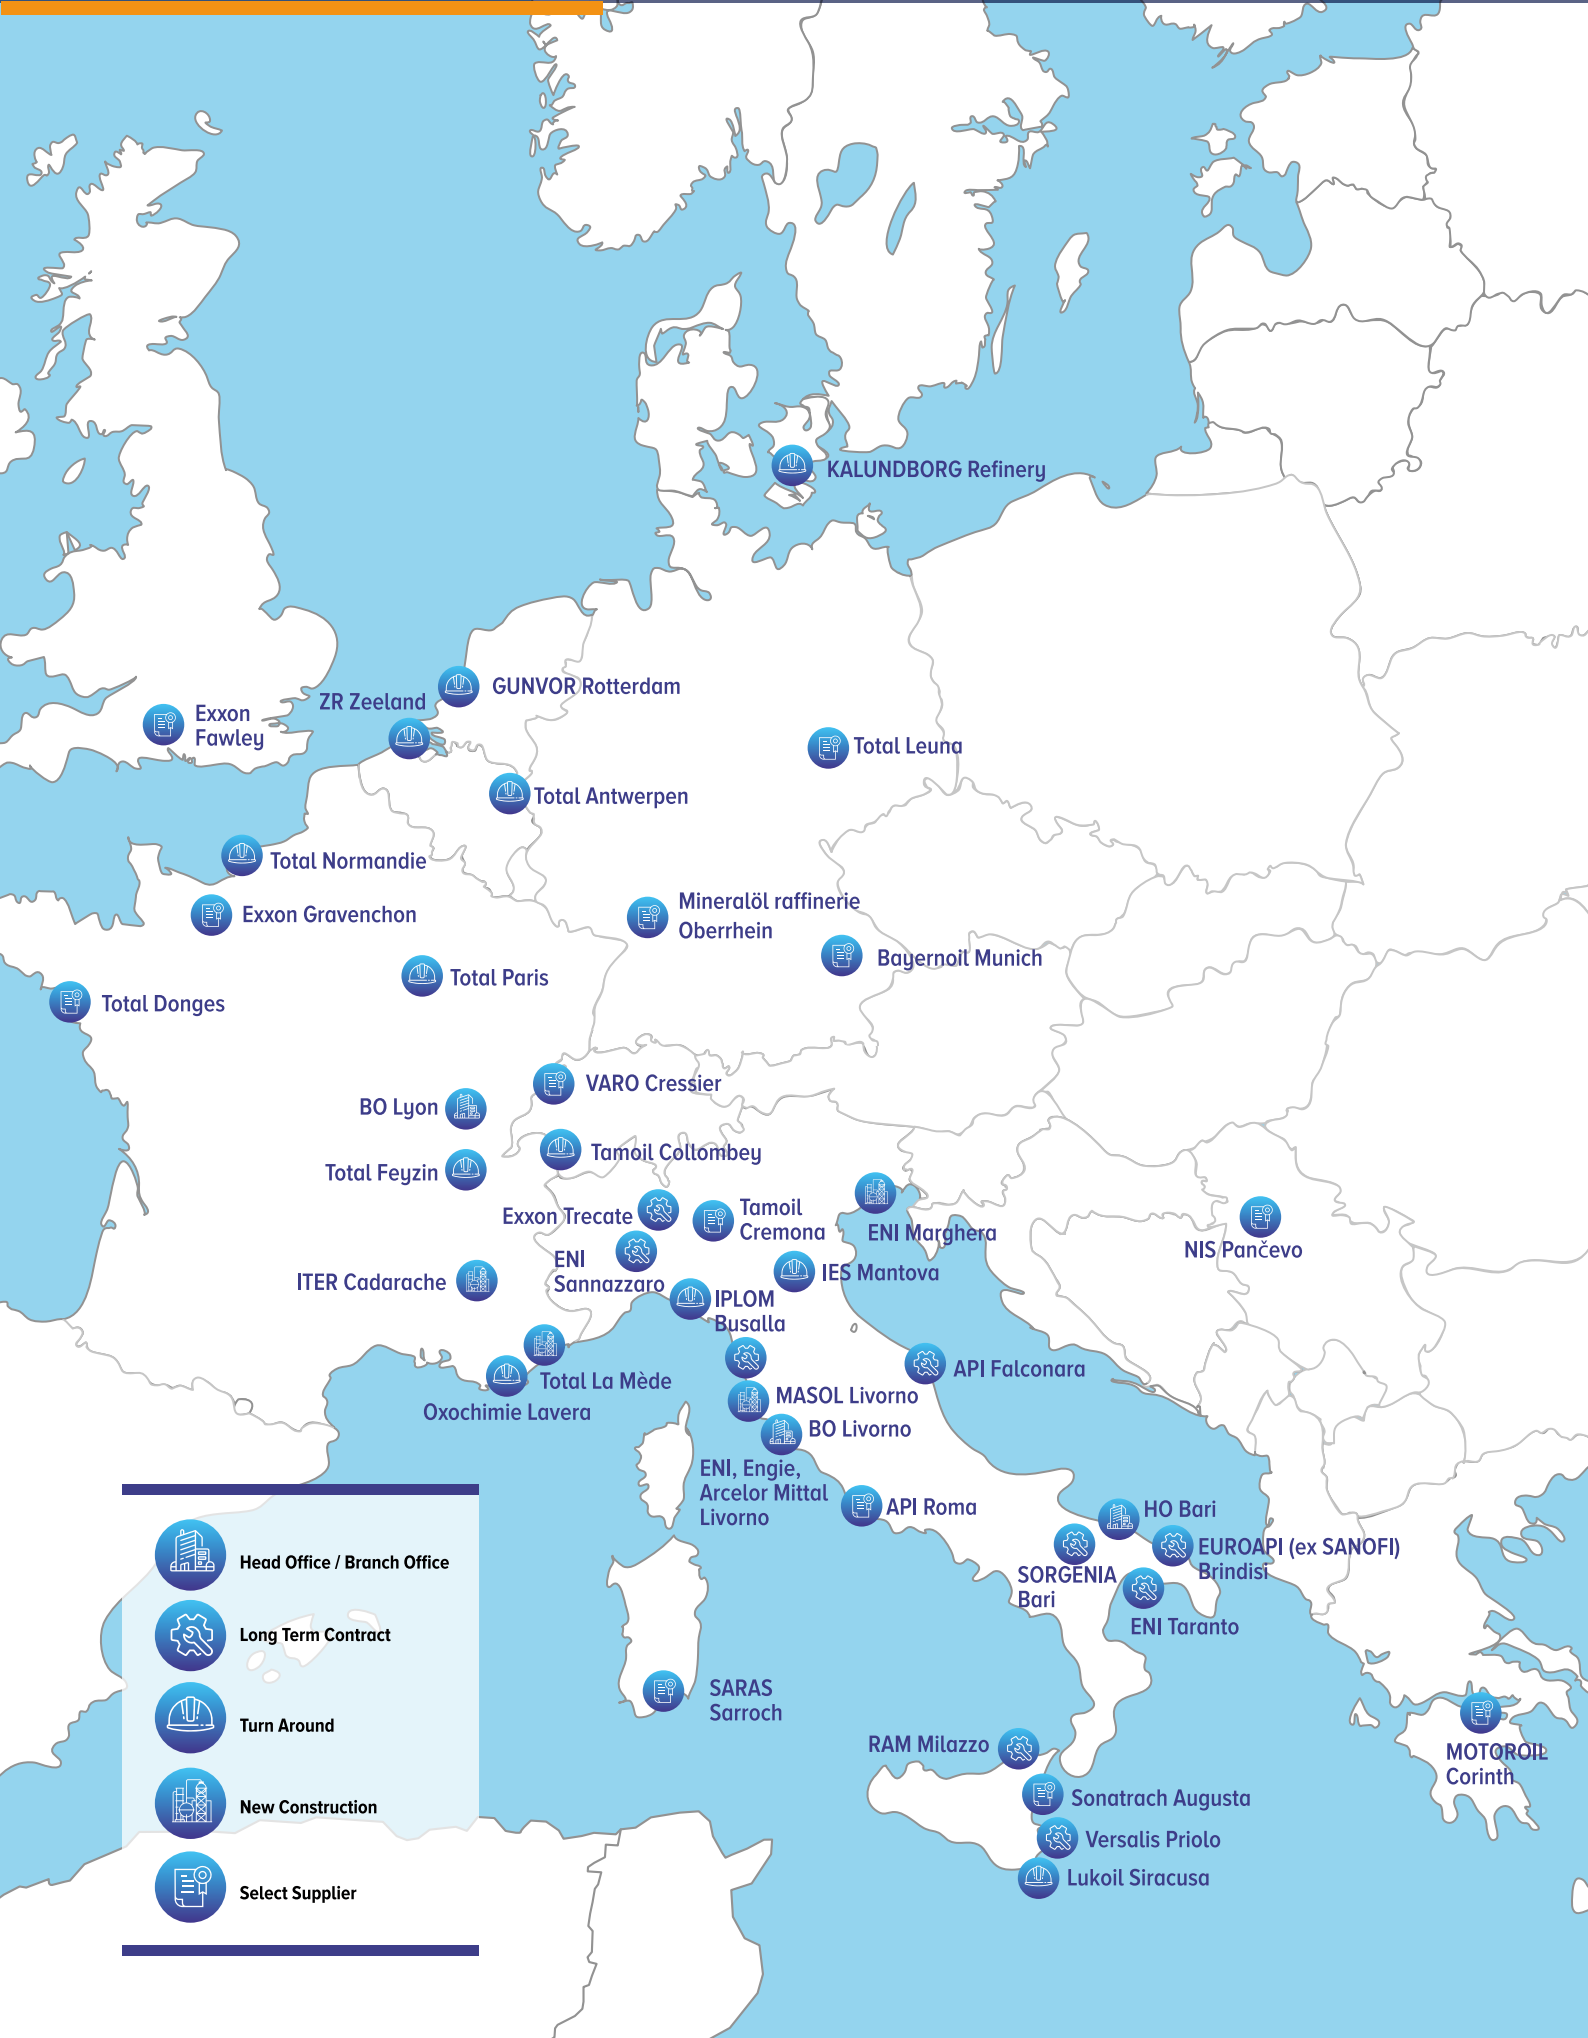 KALUNDBORG Refinery
GUNVOR Rotterdam
ZR Zeeland
Exxon
Fawley
Total Leuna
Total Antwerpen
Total Normandie
Mineralöl raffinerie
Oberrhein
Exxon Gravenchon
Bayernoil Munich
Total Paris
Total Donges
VARO Cressier
BO Lyon
Tamoil Collombey
Total Feyzin
Exxon Trecate
Tamoil
Cremona
ENI Marghera
NIS Pančevo
ENI
Sannazzaro
IES Mantova
ITER Cadarache
IPLOM
Busalla
API Falconara
Total La Mède
MASOL Livorno
Oxochimie Lavera
BO Livorno
ENI, Engie,
Arcelor Mittal
Livorno
API Roma
HO Bari
EUROAPI (ex SANOFI)
Brindisi
SORGENIA
Bari
ENI Taranto
SARAS
Sarroch
RAM Milazzo
MOTOROIL
Corinth
Sonatrach Augusta
Versalis Priolo
Lukoil Siracusa
Head Office / Branch Office
Long Term Contract
Turn Around
New Construction
Select Supplier